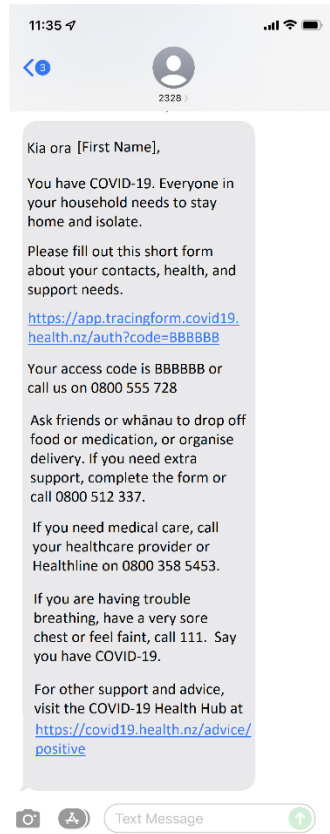 11:35
3
2328 >
Kia ora [First Name],
You have COVID-19. Everyone in
your household needs to stay
home and isolate.
Please fill out this short form
about your contacts, health, and
support needs.
https://app.tracingform.covid19.
health.nz/auth?code=BBBBBB
Your access code is BBBBBB or
call us on 0800 555 728
Ask friends or whānau to drop off
food or medication, or organise
delivery. If you need extra
support, complete the form or
call 0800 512 337.
If you need medical care, call
your healthcare provider or
Healthline on 0800 358 5453.
If you are having trouble
breathing, have a very sore
chest or feel faint, call 111.  Say
you have COVID-19.
For other support and advice,
visit the COVID-19 Health Hub at
https://covid19.health.nz/advice/
positive
Text Message